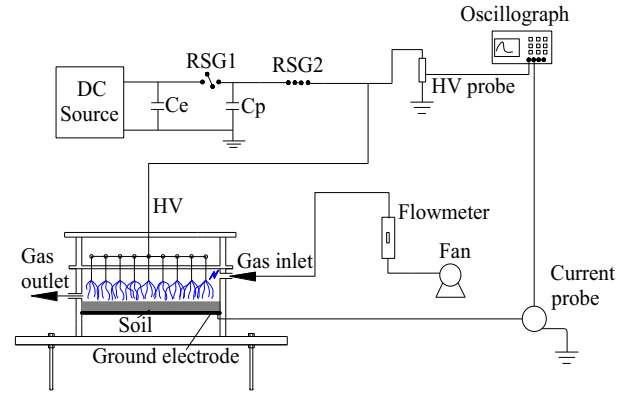 Oscillograph
RSG1
RSG2
DC
Source
Ce
Cp
HV probe
HV
Flowmeter
Gas
outlet
Gas inlet
Fan
Current
probe
Soil
Ground electrode